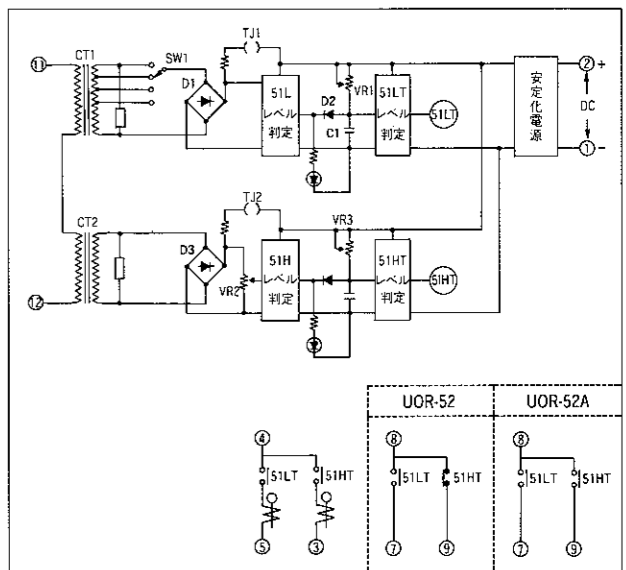 ⑪
CT1
SW1
D1
TJ1
51L
レベル
判定
D2
C1
VR1
51LT
レベル
判定
51LT
安定化電源
② +
DC
① -
CT2
⑫
D3
TJ2
VR2
51H
レベル
判定
VR3
51HT
レベル
判定
51HT
④
51LT
51HT
⑤
③
UOR-52
⑧
51LT
51HT
⑦
⑨
UOR-52A
⑧
51LT
51HT
⑦
⑨